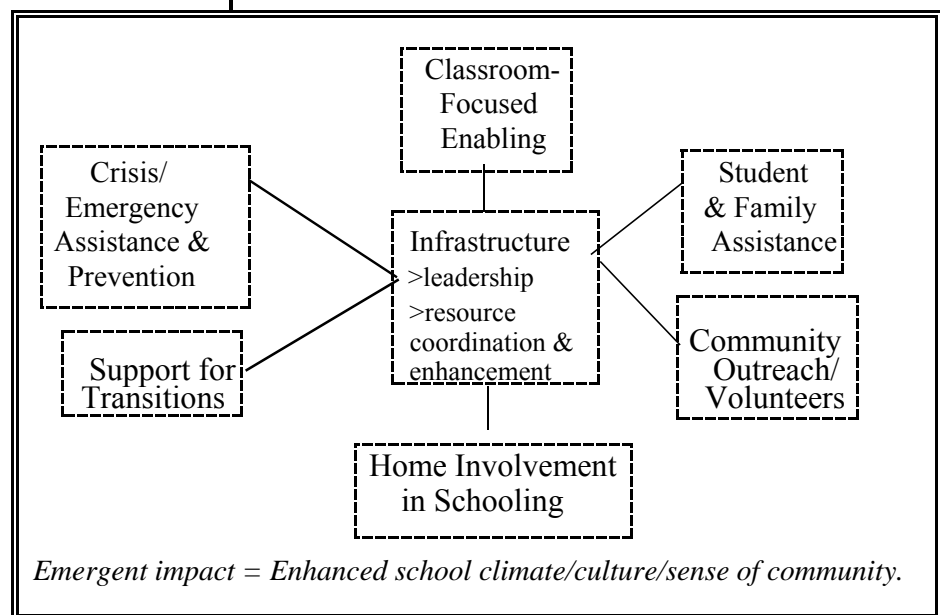 Classroom-
Focused
Enabling
Crisis/
Emergency
Assistance &
Prevention
Student
& Family
Assistance
Infrastructure
>leadership
>resource
coordination &
enhancement
Support for
Transitions
Community
Outreach/
Volunteers
Home Involvement
in Schooling
Emergent impact = Enhanced school climate/culture/sense of community.